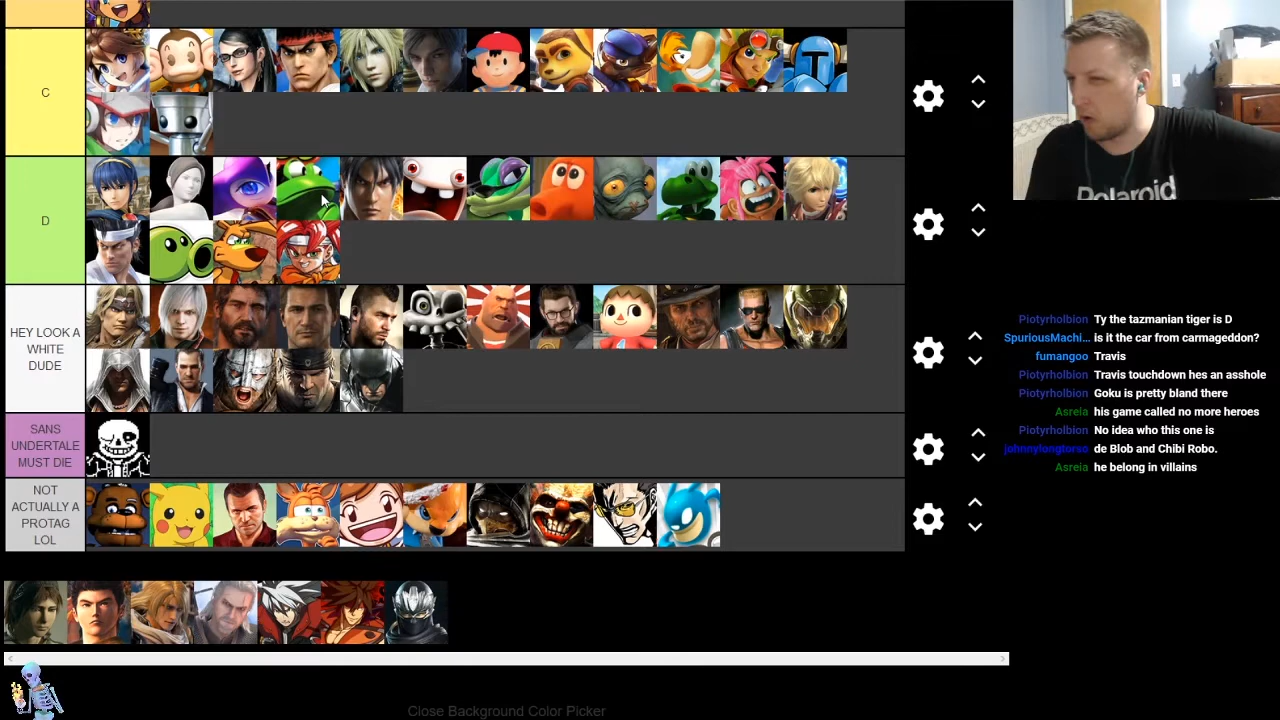 C
D
HEY LOOK A
WHITE
DUDE
SANS
UNDERTALE
MUST DIE
NOT
ACTUALLY A
PROTAG
LOL
Polaroid
Piotyrholbion Ty the tazmanian tiger is D
SpuriousMachi... is it the car from carmageddon?
fumangoo Travis
Piotyrholbion Travis touchdown hes an asshole
Piotyrholbion Goku is pretty bland there
Asreia his game called no more heroes
Piotyrholbion No idea who this one is
johnnylongtorso de Blob and Chibi Robo.
Asreia he belong in villains
Close Background Color Picker